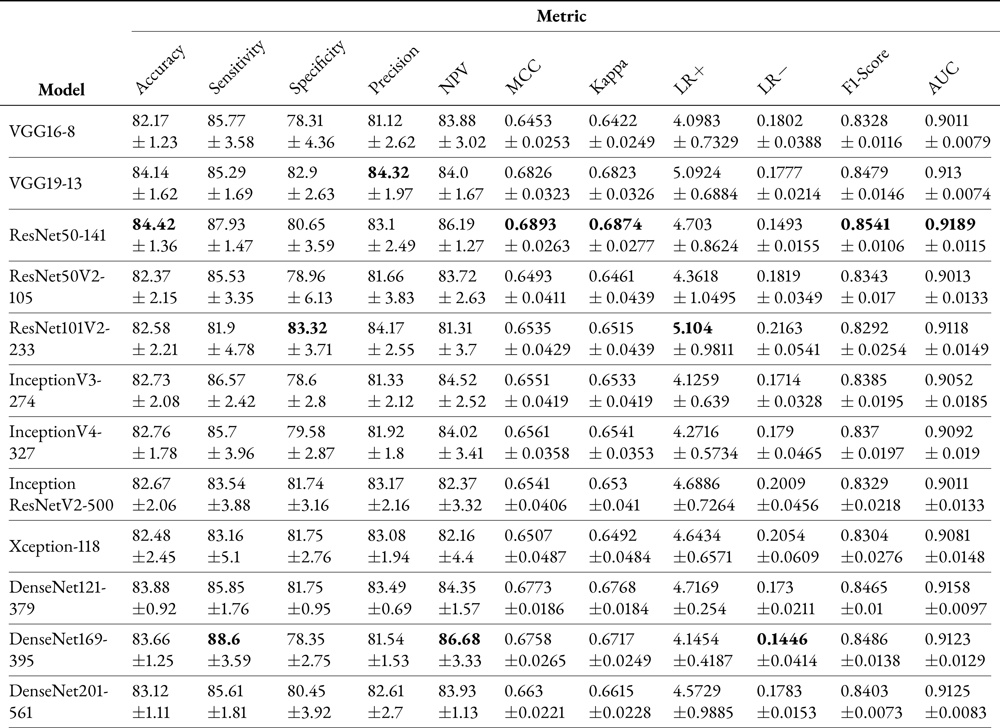 Metric
Model Accuracy Sensitivity Specificity Precision NPV MCC Kappa LR+ LR− F1-Score AUC
VGG16-8 82.17 85.77 78.31 81.12 83.88 0.6453 0.6422 4.0983 0.1802 0.8328 0.9011
± 1.23 ± 3.58 ± 4.36 ± 2.62 ± 3.02 ± 0.0253 ± 0.0249 ± 0.7329 ± 0.0388 ± 0.0116 ± 0.0079
VGG19-13 84.14 85.29 82.9 84.32 84.0 0.6826 0.6823 5.0924 0.1777 0.8479 0.913
± 1.62 ± 1.69 ± 2.63 ± 1.97 ± 1.67 ± 0.0323 ± 0.0326 ± 0.6884 ± 0.0214 ± 0.0146 ± 0.0074
ResNet50-141 84.42 87.93 80.65 83.1 86.19 0.6893 0.6874 4.703 0.1493 0.8541 0.9189
± 1.36 ± 1.47 ± 3.59 ± 2.49 ± 1.27 ± 0.0263 ± 0.0277 ± 0.8624 ± 0.0155 ± 0.0106 ± 0.0115
ResNet50V2- 82.37 85.53 78.96 81.66 83.72 0.6493 0.6461 4.3618 0.1819 0.8343 0.9013
105 ± 2.15 ± 3.35 ± 6.13 ± 3.83 ± 2.63 ± 0.0411 ± 0.0439 ± 1.0495 ± 0.0349 ± 0.017 ± 0.0133
ResNet101V2- 82.58 81.9 83.32 84.17 81.31 0.6535 0.6515 5.104 0.2163 0.8292 0.9118
233 ± 2.21 ± 4.78 ± 3.71 ± 2.55 ± 3.7 ± 0.0429 ± 0.0439 ± 0.9811 ± 0.0541 ± 0.0254 ± 0.0149
InceptionV3- 82.73 86.57 78.6 81.33 84.52 0.6551 0.6533 4.1259 0.1714 0.8385 0.9052
274 ± 2.08 ± 2.42 ± 2.8 ± 2.12 ± 2.52 ± 0.0419 ± 0.0419 ± 0.639 ± 0.0328 ± 0.0195 ± 0.0185
InceptionV4- 82.76 85.7 79.58 81.92 84.02 0.6561 0.6541 4.2716 0.179 0.837 0.9092
327 ± 1.78 ± 3.96 ± 2.87 ± 1.8 ± 3.41 ± 0.0358 ± 0.0353 ± 0.5734 ± 0.0465 ± 0.0197 ± 0.019
Inception 82.67 83.54 81.74 83.17 82.37 0.6541 0.653 4.6886 0.2009 0.8329 0.9011
ResNetV2-500 ±2.06 ±3.88 ±3.16 ±2.16 ±3.32 ±0.0406 ±0.041 ±0.7264 ±0.0456 ±0.0218 ±0.0133
Xception-118 82.48 83.16 81.75 83.08 82.16 0.6507 0.6492 4.6434 0.2054 0.8304 0.9081
±2.45 ±5.1 ±2.76 ±1.94 ±4.4 ±0.0487 ±0.0484 ±0.6571 ±0.0609 ±0.0276 ±0.0148
DenseNet121- 83.88 85.85 81.75 83.49 84.35 0.6773 0.6768 4.7169 0.173 0.8465 0.9158
379 ±0.92 ±1.76 ±0.95 ±0.69 ±1.57 ±0.0186 ±0.0184 ±0.254 ±0.0211 ±0.01 ±0.0097
DenseNet169- 83.66 88.6 78.35 81.54 86.68 0.6758 0.6717 4.1454 0.1446 0.8486 0.9123
395 ±1.25 ±3.59 ±2.75 ±1.53 ±3.33 ±0.0265 ±0.0249 ±0.4187 ±0.0414 ±0.0138 ±0.0129
DenseNet201- 83.12 85.61 80.45 82.61 83.93 0.663 0.6615 4.5729 0.1783 0.8403 0.9125
561 ±1.11 ±1.81 ±3.92 ±2.7 ±1.13 ±0.0221 ±0.0228 ±0.9885 ±0.0153 ±0.0073 ±0.0083